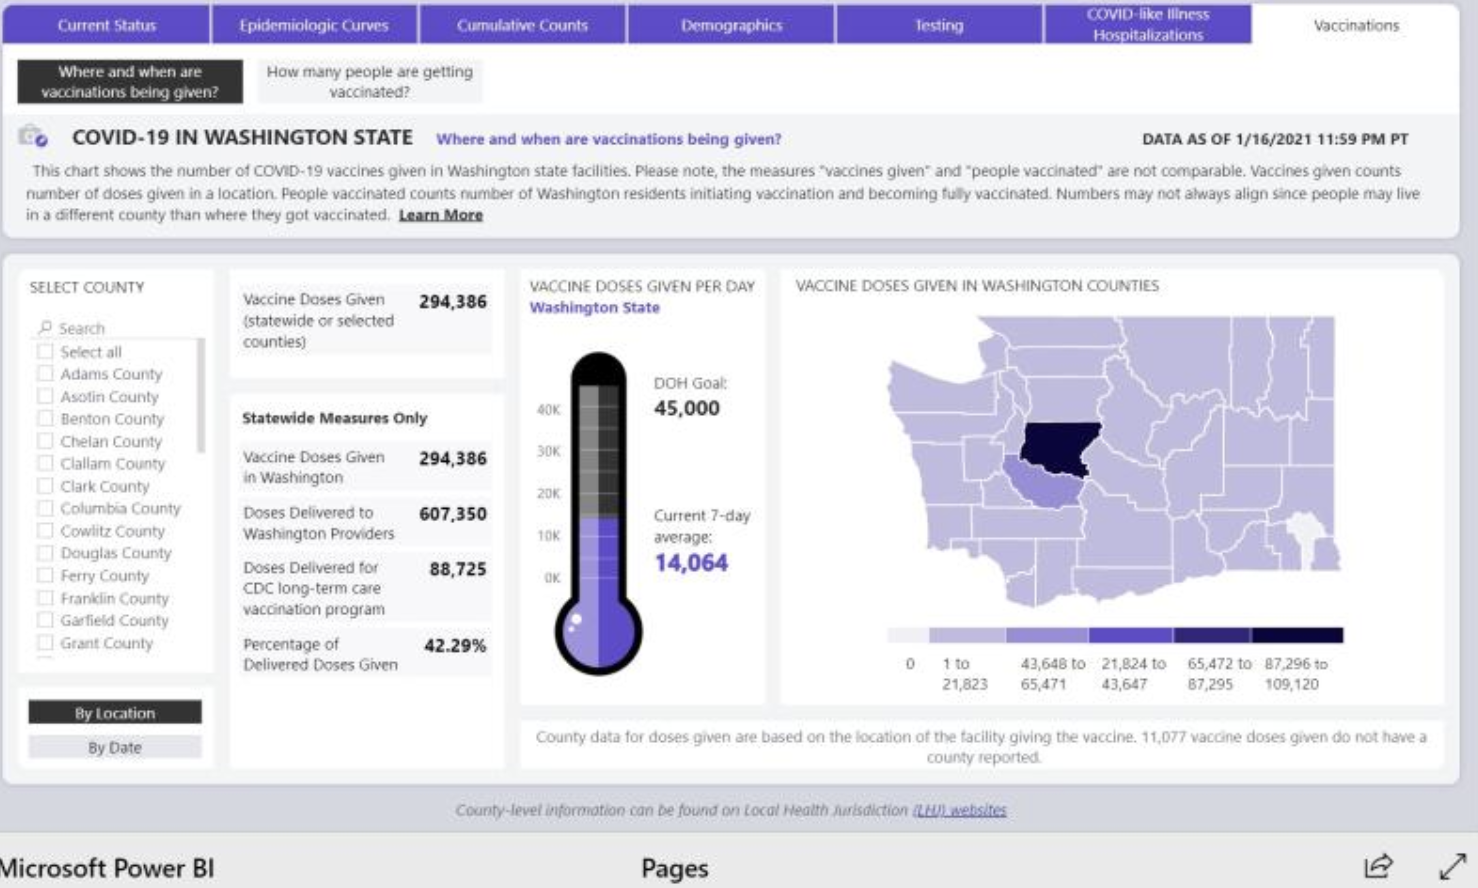 Current Status
Epidemiologic Curves
Cumulative Counts
Demographics
Testing
COVID-like Illness
Hospitalizations
Vaccinations
Where and when are
vaccinations being given?
How many people are getting
vaccinated?
COVID-19 IN WASHINGTON STATE
Where and when are vaccinations being given?
DATA AS OF 1/16/2021 11:59 PM PT
This chart shows the number of COVID-19 vaccines given in Washington state facilities. Please note, the measures "vaccines given" and "people vaccinated" are not comparable. Vaccines given counts
number of doses given in a location. People vaccinated counts number of Washington residents initiating vaccination and becoming fully vaccinated. Numbers may not always align since people may live
in a different county than where they got vaccinated. Learn More
SELECT COUNTY
Search
Select all
Adams County
Asotin County
Benton County
Chelan County
Clallam County
Clark County
Columbia County
Cowlitz County
Douglas County
Ferry County
Franklin County
Garfield County
Grant County
By Location
By Date
Vaccine Doses Given
(statewide or selected
counties)
294,386
Statewide Measures Only
Vaccine Doses Given
in Washington
294,386
Doses Delivered to
Washington Providers
607,350
Doses Delivered for
CDC long-term care
vaccination program
88,725
Percentage of
Delivered Doses Given
42.29%
VACCINE DOSES GIVEN PER DAY
Washington State
40K
30K
20K
10K
0K
DOH Goal:
45,000
Current 7-day
average:
14,064
VACCINE DOSES GIVEN IN WASHINGTON COUNTIES
0
1 to
21,823
43,648 to
65,471
21,824 to
43,647
65,472 to
87,295
87,296 to
109,120
County data for doses given are based on the location of the facility giving the vaccine. 11,077 vaccine doses given do not have a
county reported.
County-level information can be found on Local Health Jurisdiction (LHJ) websites
Microsoft Power BI
Pages